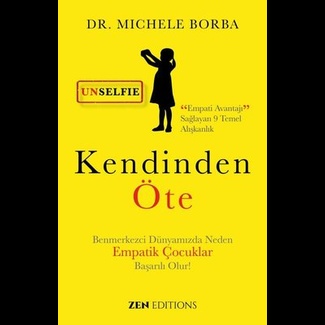 DR. MICHELE BORBA
UNSELFIE
“Empati Avantajı”
Sağlayan 9 Temel
Alışkanlık
Kendinden
Öte
Benmerkezci Dünyamızda Neden
Empatik Çocuklar
Başarılı Olur!
ZEN EDITIONS